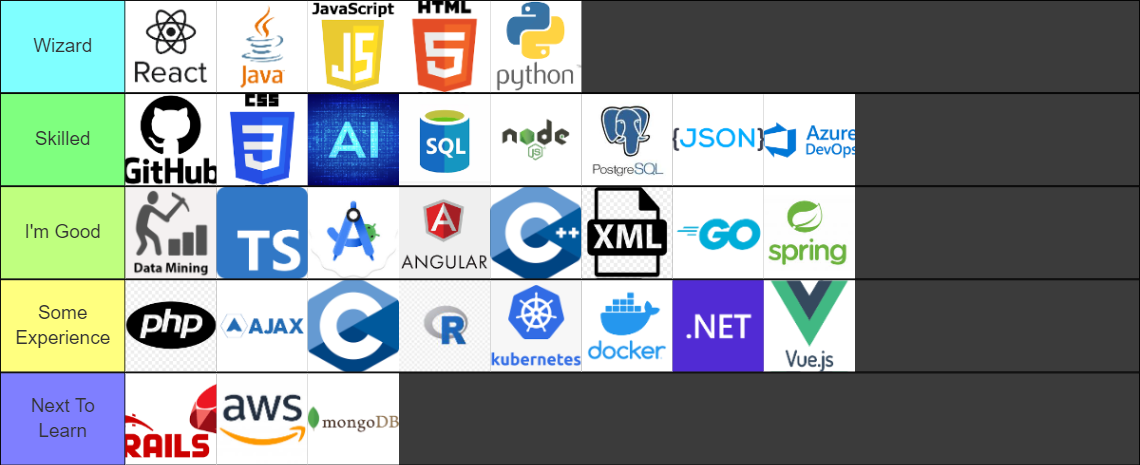 Wizard
React
Java
JavaScript
JS
HTML
5
python
Skilled
GitHub
CSS
3
AI
SQL
node
JS
PostgreSQL
{JSON}
Azure
DevOps
I'm Good
Data Mining
TS
A
ANGULAR
C++
XML
GO
spring
Some
Experience
php
AJAX
C
R
kubernetes
docker
.NET
Vue.js
Next To
Learn
RAILS
aws
mongoDB